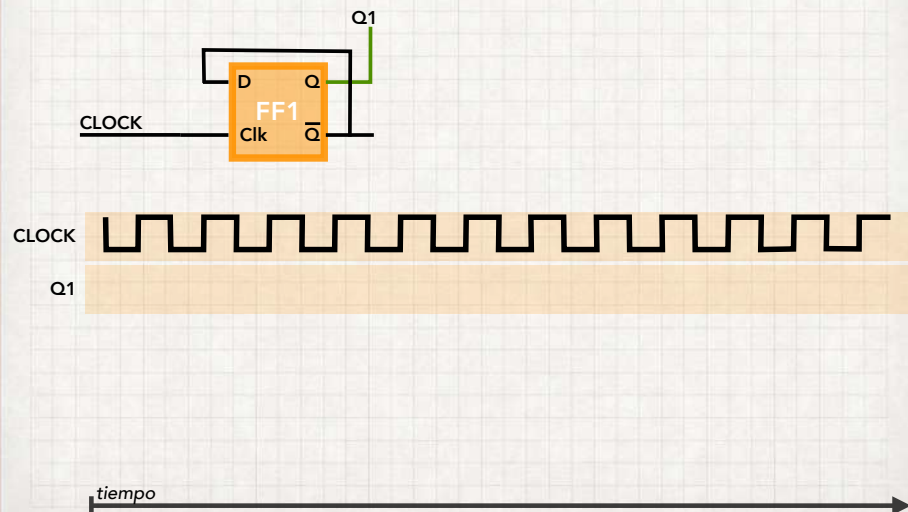 Q1
D Q
FF1
CLOCK
Clk Q̅
CLOCK
Q1
tiempo